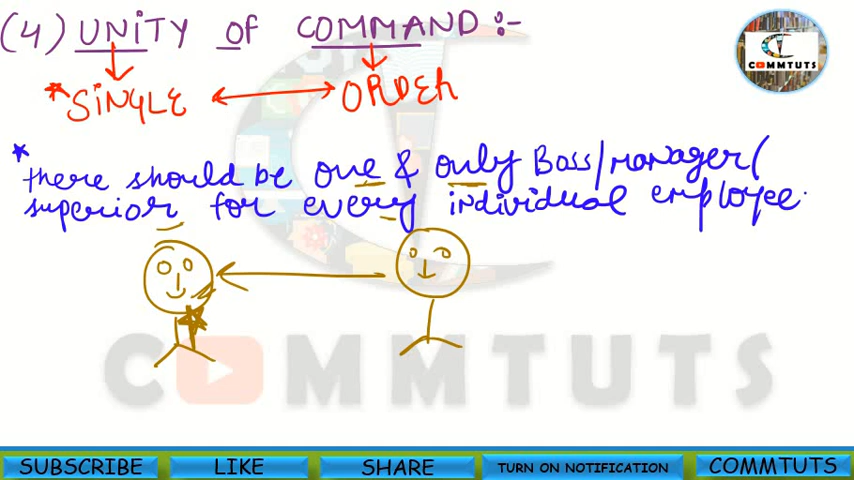 (4) UNITY of COMMAND :-
COMMTUTS
*SINGLE ORDER
*there should be one & only Boss/manager/
superior for every individual employee.
COMMTUTS
SUBSCRIBE LIKE SHARE TURN ON NOTIFICATION COMMTUTS